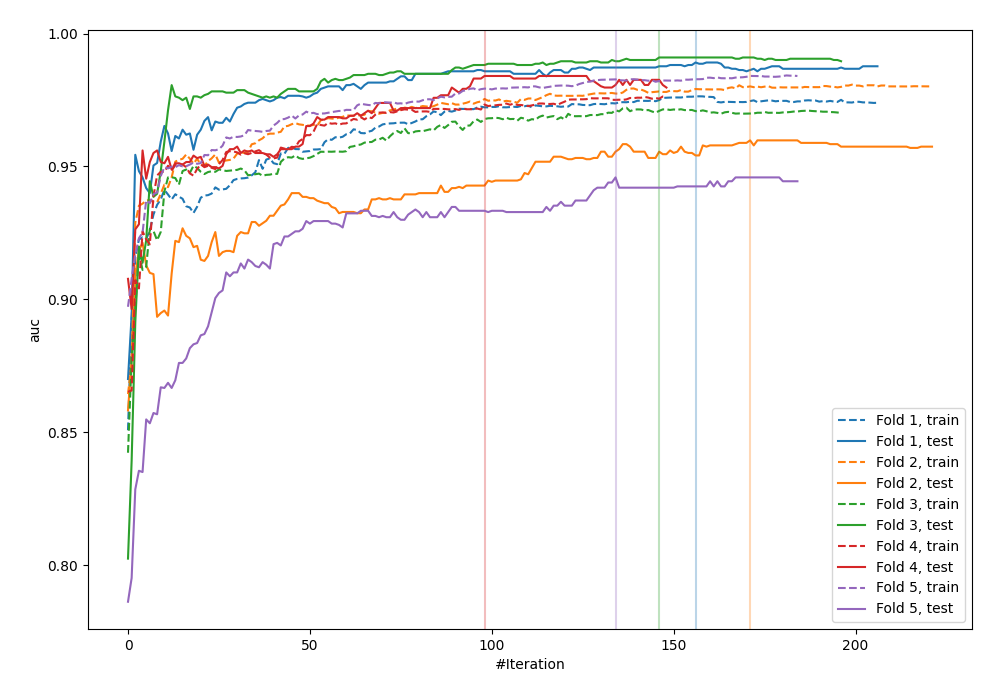 1.00
0.95
0.90
0.85
0.80
auc
0
50
100
150
200
#Iteration
Fold 1, train
Fold 1, test
Fold 2, train
Fold 2, test
Fold 3, train
Fold 3, test
Fold 4, train
Fold 4, test
Fold 5, train
Fold 5, test